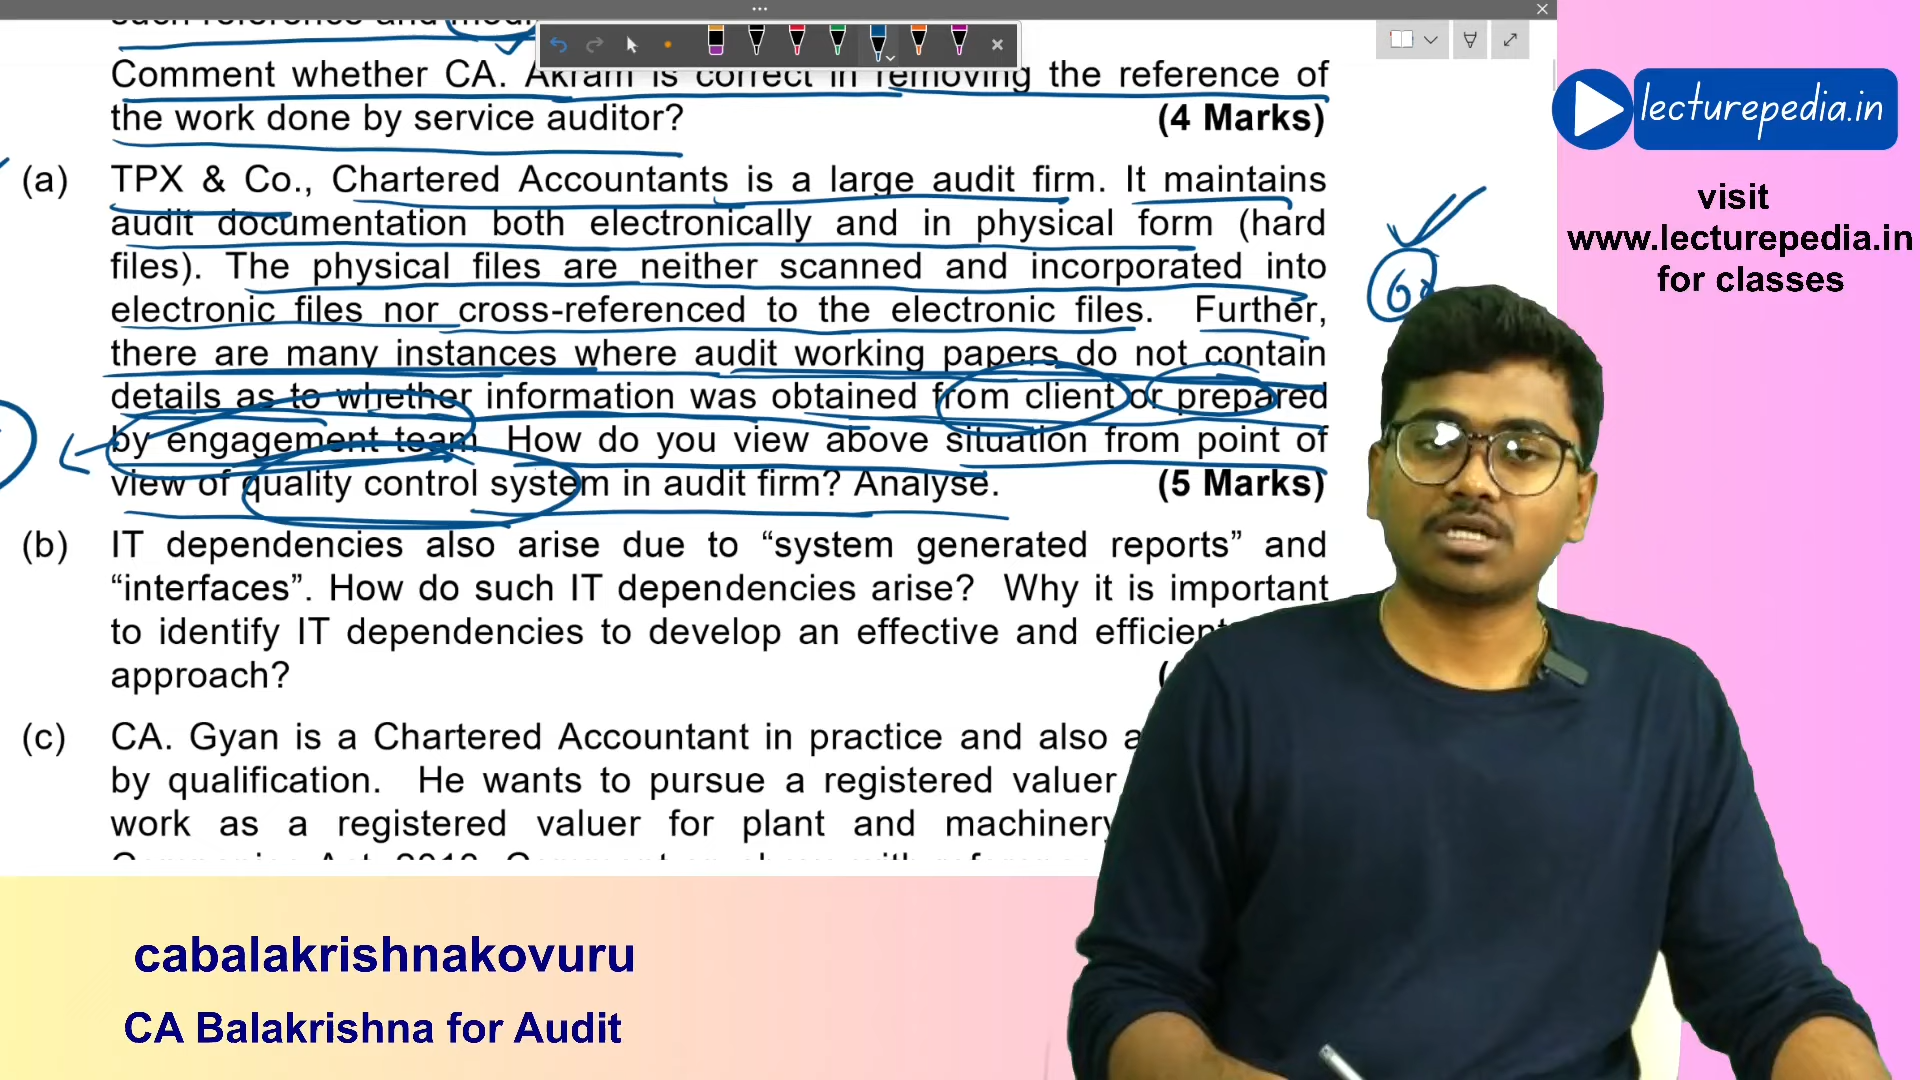 Comment whether CA. Akram is correct in removing the reference of
the work done by service auditor? (4 Marks)
(a) TPX & Co., Chartered Accountants is a large audit firm. It maintains
audit documentation both electronically and in physical form (hard
files). The physical files are neither scanned and incorporated into
electronic files nor cross-referenced to the electronic files. Further,
there are many instances where audit working papers do not contain
details as to whether information was obtained from client or prepared
by engagement team. How do you view above situation from point of
view of quality control system in audit firm? Analyse. (5 Marks)
(b) IT dependencies also arise due to “system generated reports” and
“interfaces”. How do such IT dependencies arise? Why it is important
to identify IT dependencies to develop an effective and efficient
approach?
(c) CA. Gyan is a Chartered Accountant in practice and also a
by qualification. He wants to pursue a registered valuer
work as a registered valuer for plant and machinery
lecturepedia.in
visit
www.lecturepedia.in
for classes
cabalakrishnakovuru
CA Balakrishna for Audit